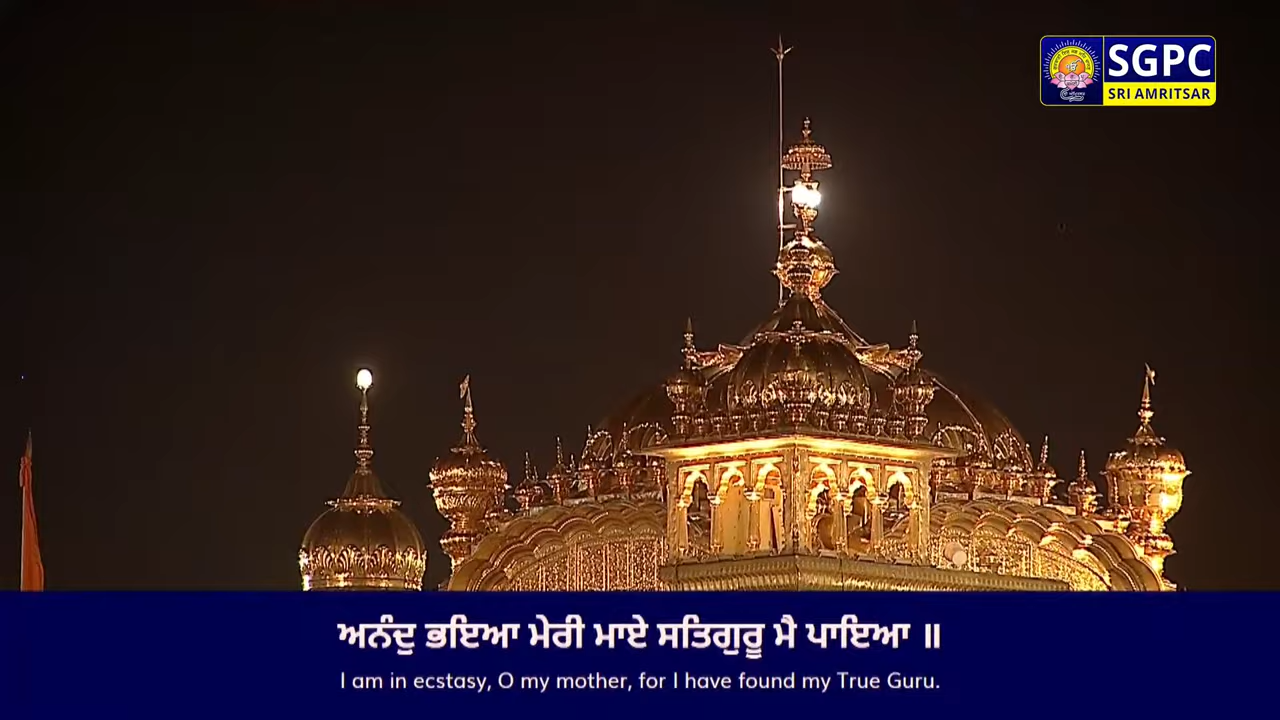 SGPC
SRI AMRITSAR
ਅਨੰਦੁ ਭਇਆ ਮੇਰੀ ਮਾਏ ਸਤਿਗੁਰੂ ਮੈ ਪਾਇਆ ॥
I am in ecstasy, O my mother, for I have found my True Guru.